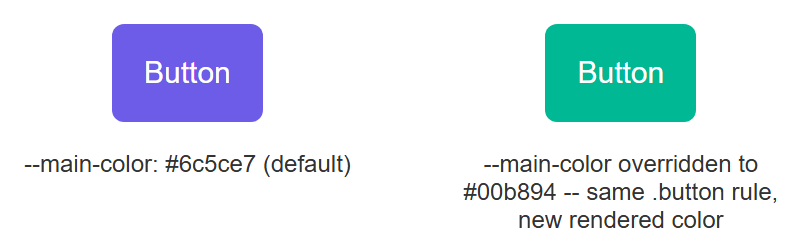 Button
--main-color: #6c5ce7 (default)
Button
--main-color overridden to
#00b894 -- same .button rule,
new rendered color